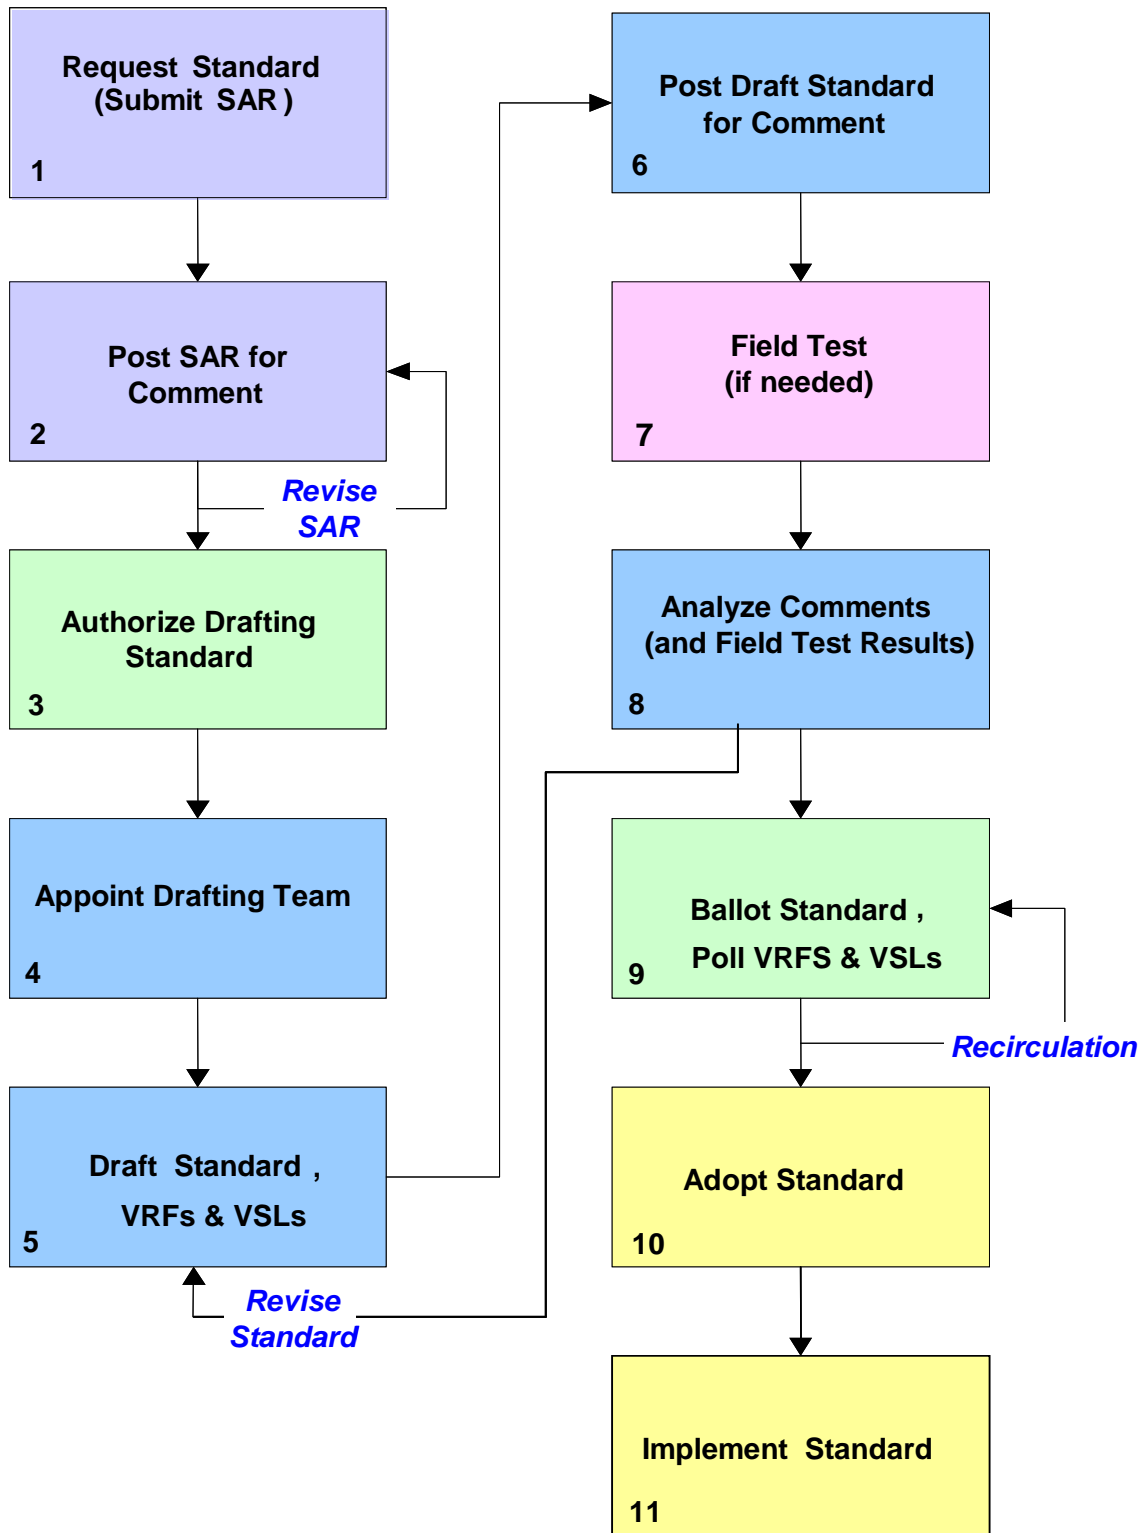 Request Standard
(Submit SAR)
1
Post SAR for
Comment
2
Revise
SAR
Authorize Drafting
Standard
3
Appoint Drafting Team
4
Draft Standard ,
VRFs & VSLs
5
Revise
Standard
Post Draft Standard
for Comment
6
Field Test
(if needed)
7
Analyze Comments
(and Field Test Results)
8
Ballot Standard ,
Poll VRFS & VSLs
9
Recirculation
Adopt Standard
10
Implement Standard
11